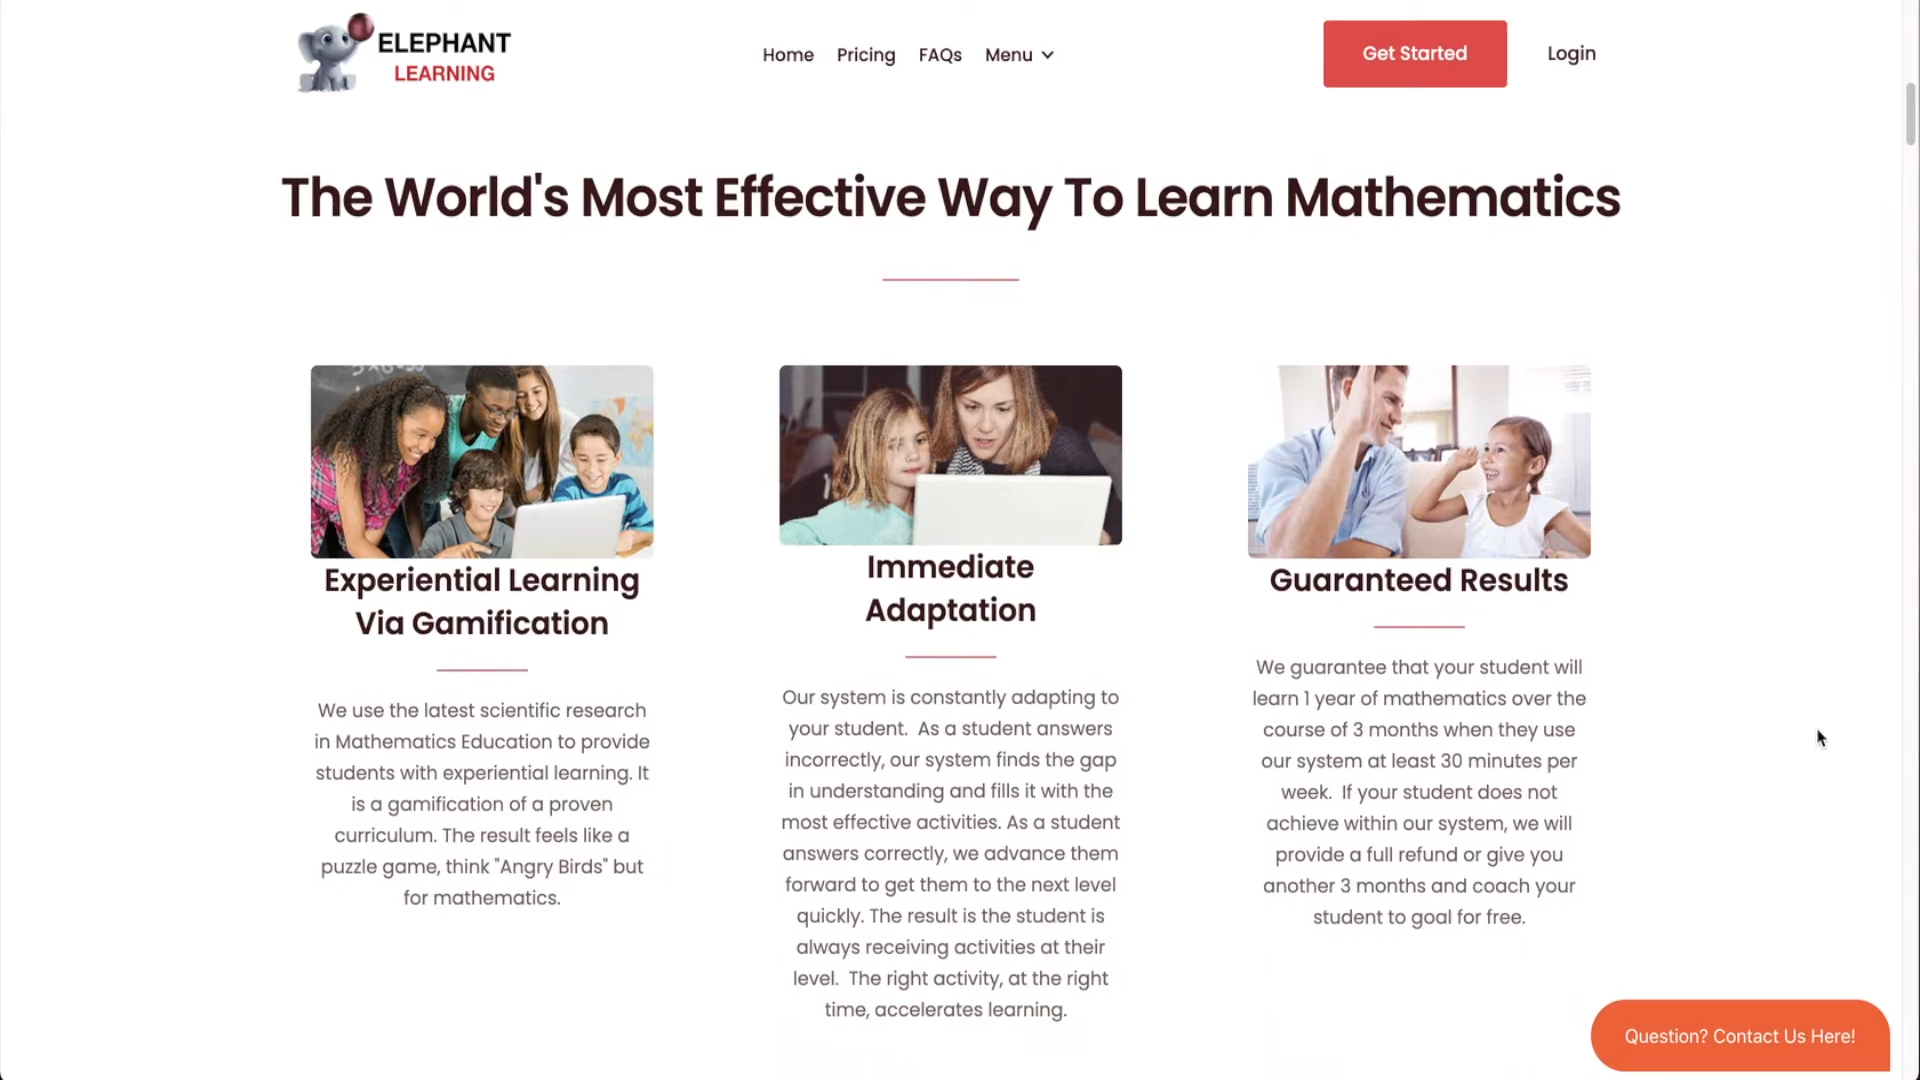 ELEPHANT
LEARNING
Home Pricing FAQs Menu
Get Started
Login
The World's Most Effective Way To Learn Mathematics
Experiential Learning
Via Gamification
We use the latest scientific research
in Mathematics Education to provide
students with experiential learning. It
is a gamification of a proven
curriculum. The result feels like a
puzzle game, think "Angry Birds" but
for mathematics.
Immediate
Adaptation
Our system is constantly adapting to
your student. As a student answers
incorrectly, our system finds the gap
in understanding and fills it with the
most effective activities. As a student
answers correctly, we advance them
forward to get them to the next level
quickly. The result is the student is
always receiving activities at their
level. The right activity, at the right
time, accelerates learning.
Guaranteed Results
We guarantee that your student will
learn 1 year of mathematics over the
course of 3 months when they use
our system at least 30 minutes per
week. If your student does not
achieve within our system, we will
provide a full refund or give you
another 3 months and coach your
student to goal for free.
Question? Contact Us Here!